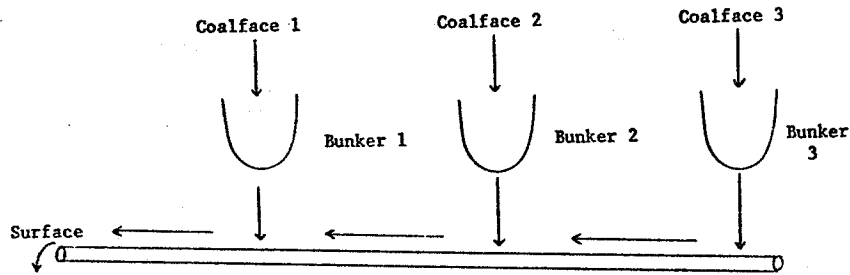 Coalface 1
Coalface 2
Coalface 3
Bunker 1
Bunker 2
Bunker
3
Surface